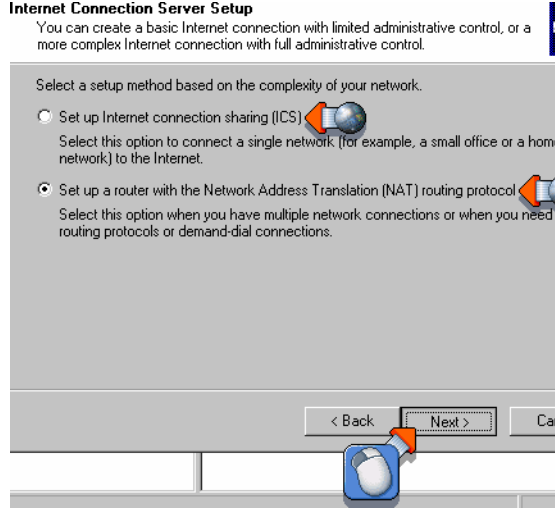 Internet Connection Server Setup
You can create a basic Internet connection with limited administrative control, or a
more complex Internet connection with full administrative control.
Select a setup method based on the complexity of your network.
Set up Internet connection sharing (ICS)
Select this option to connect a single network (for example, a small office or a hom
network) to the Internet.
Set up a router with the Network Address Translation (NAT) routing protocol
Select this option when you have multiple network connections or when you need
routing protocols or demand-dial connections.
< Back
Next >
Ca